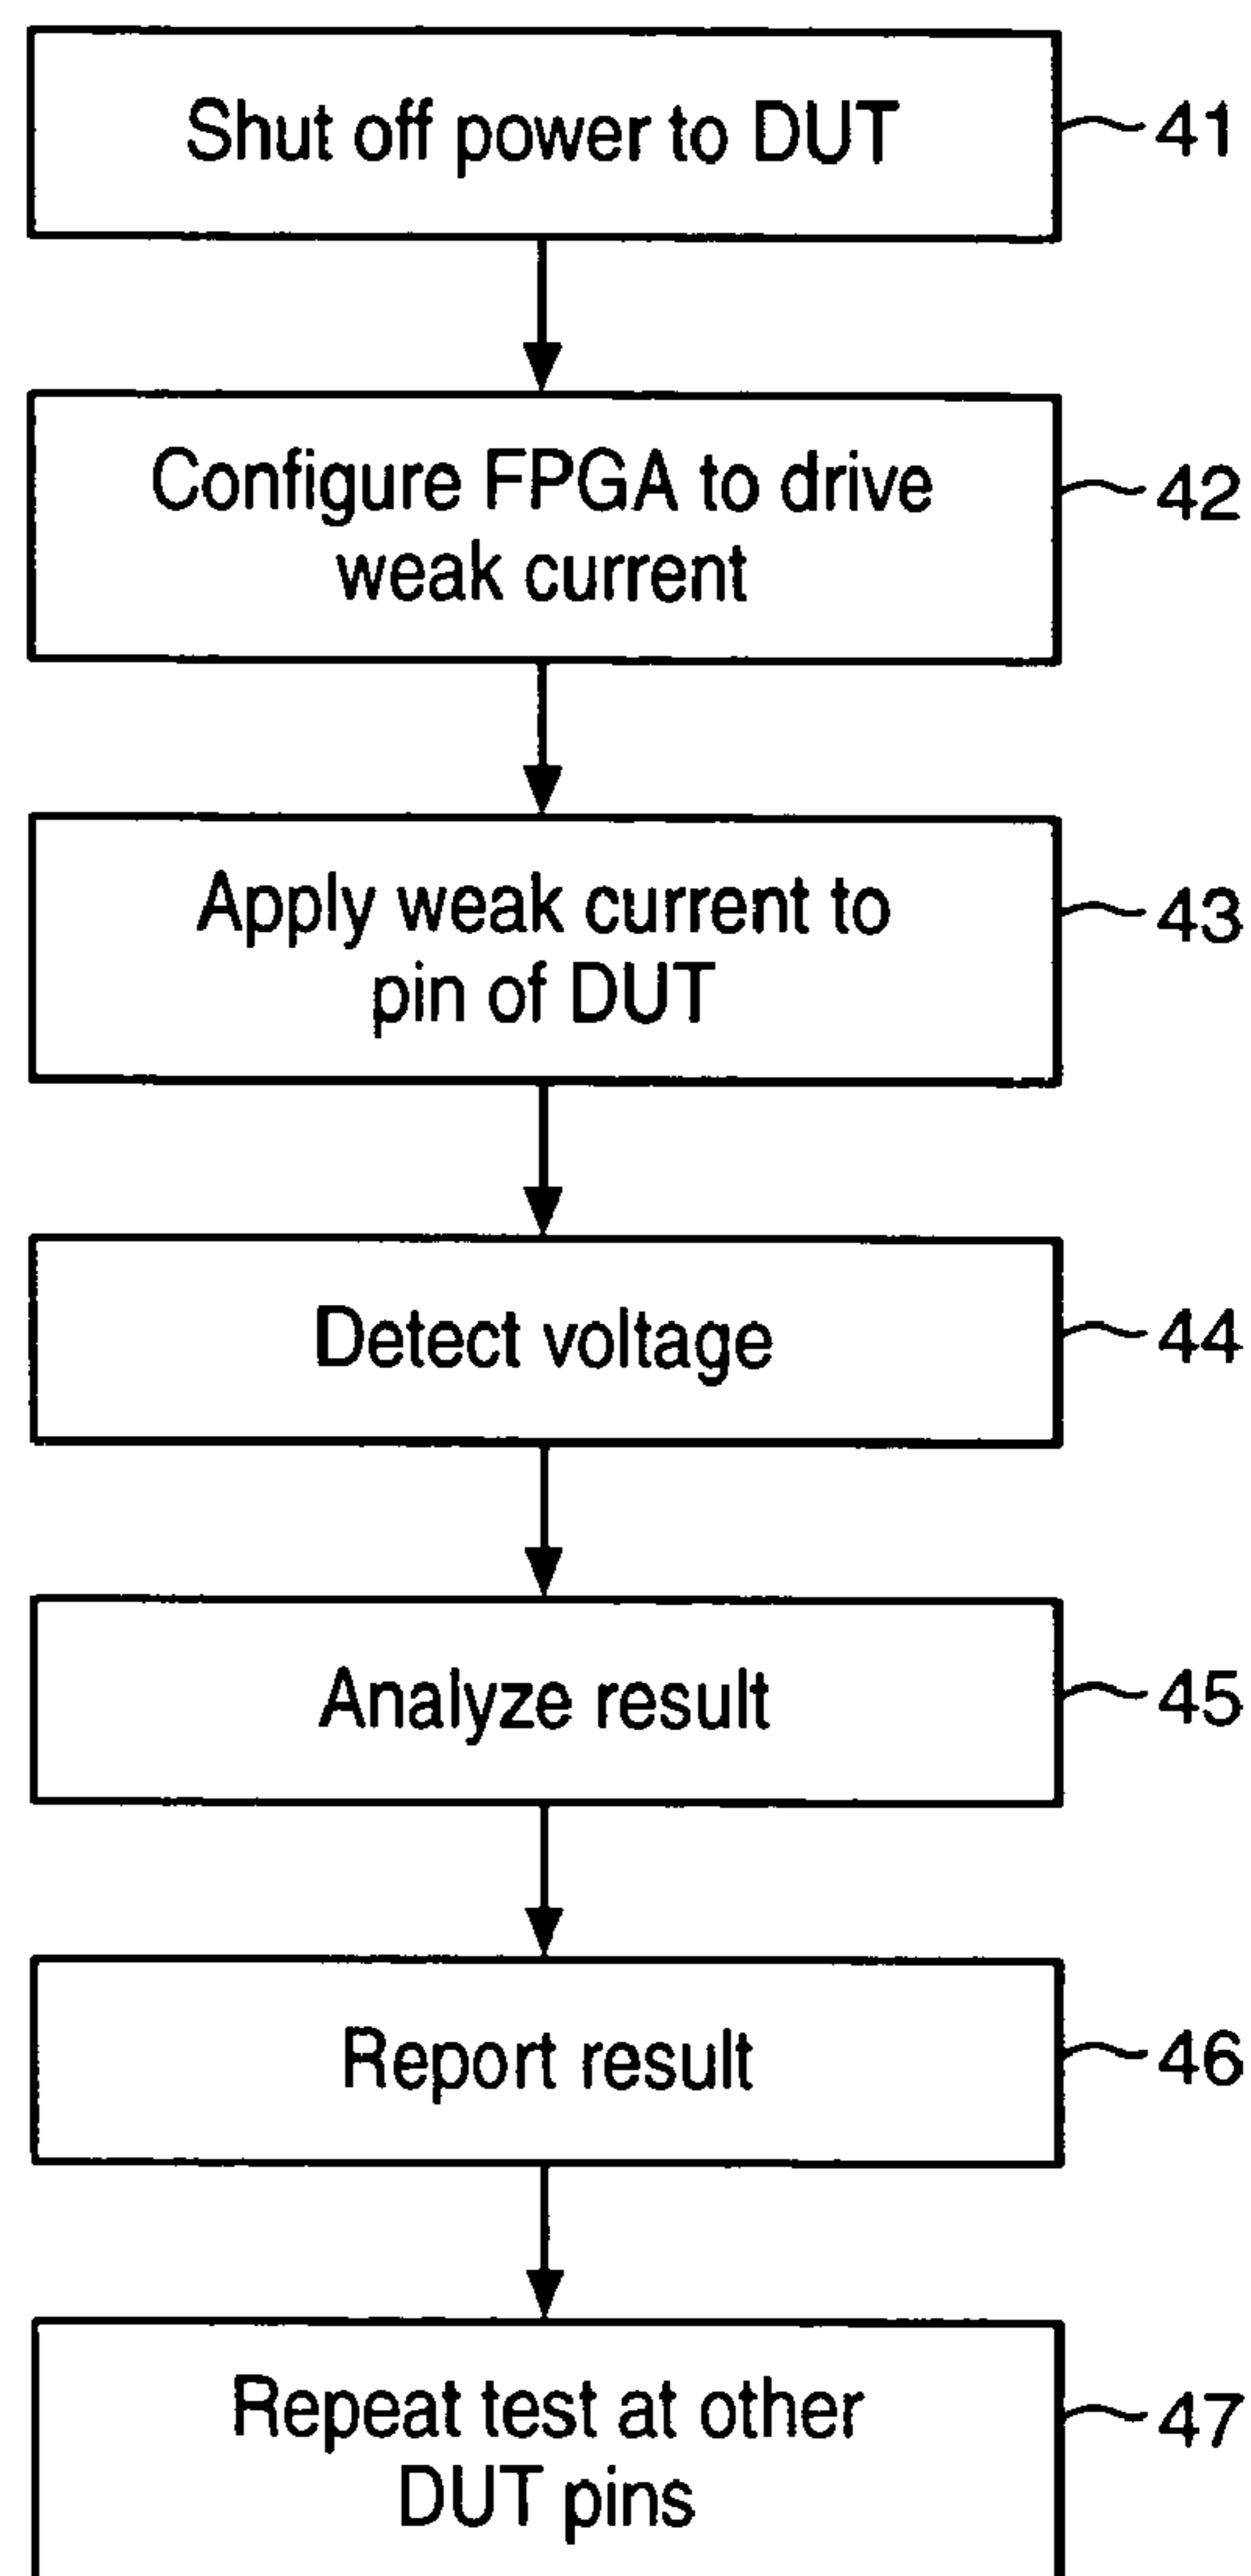 Shut off power to DUT
41
Configure FPGA to drive
weak current
42
Apply weak current to
pin of DUT
43
Detect voltage
44
Analyze result
45
Report result
46
Repeat test at other
DUT pins
47